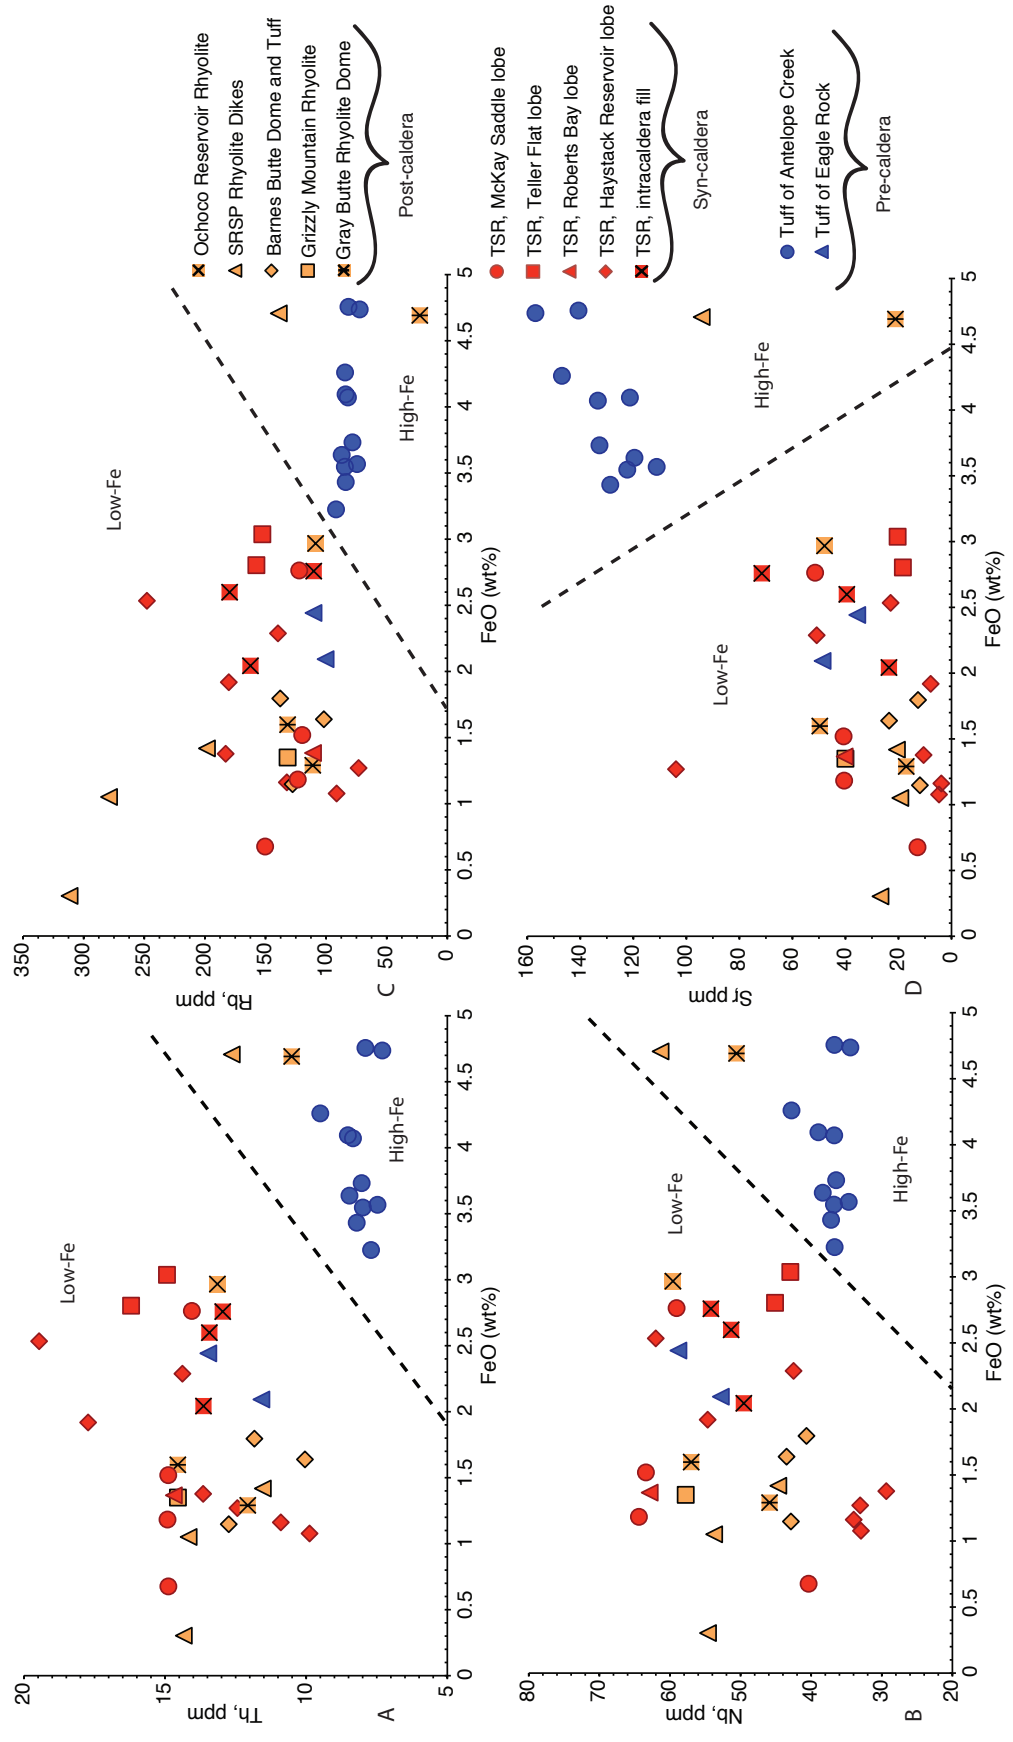 20
15
10
5
Th, ppm
A
0
0.5
1
1.5
2
2.5
3
3.5
4
4.5
5
FeO (wt%)
Low-Fe
High-Fe
350
300
250
200
150
100
50
0
Rb, ppm
C
0
0.5
1
1.5
2
2.5
3
3.5
4
4.5
5
FeO (wt%)
Low-Fe
High-Fe
Ochoco Reservoir Rhyolite
SRSP Rhyolite Dikes
Barnes Butte Dome and Tuff
Grizzly Mountain Rhyolite
Gray Butte Rhyolite Dome
Post-caldera
80
70
60
50
40
30
20
Nb, ppm
B
0
0.5
1
1.5
2
2.5
3
3.5
4
4.5
5
FeO (wt%)
Low-Fe
High-Fe
160
140
120
100
80
60
40
20
0
Sr, ppm
D
0
0.5
1
1.5
2
2.5
3
3.5
4
4.5
5
FeO (wt%)
Low-Fe
High-Fe
TSR, McKay Saddle lobe
TSR, Teller Flat lobe
TSR, Roberts Bay lobe
TSR, Haystack Reservoir lobe
TSR, intracaldera fill
Syn-caldera
Tuff of Antelope Creek
Tuff of Eagle Rock
Pre-caldera